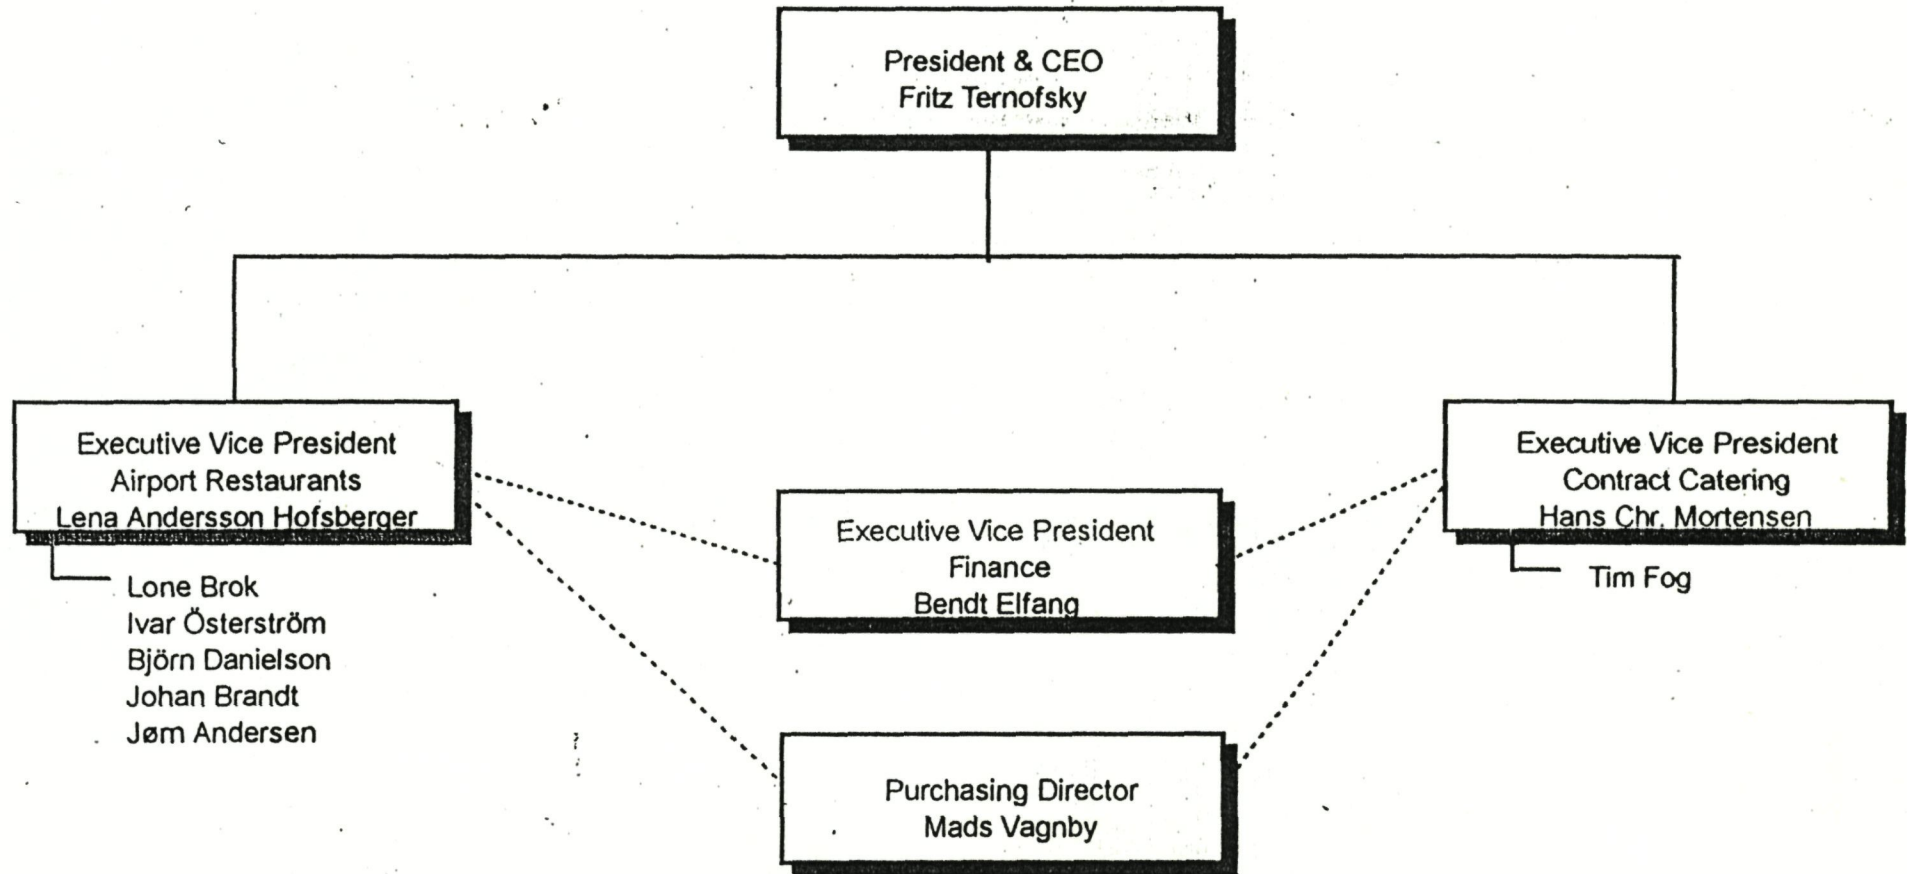 President & CEO
Fritz Ternofsky
Executive Vice President
Airport Restaurants
Lena Andersson Hofsberger
Executive Vice President
Contract Catering
Hans Chr. Mortensen
Executive Vice President
Finance
Bendt Elfang
Lone Brok
Ivar Österström
Björn Danielson
Johan Brandt
Jørn Andersen
Tim Fog
Purchasing Director
Mads Vagnby